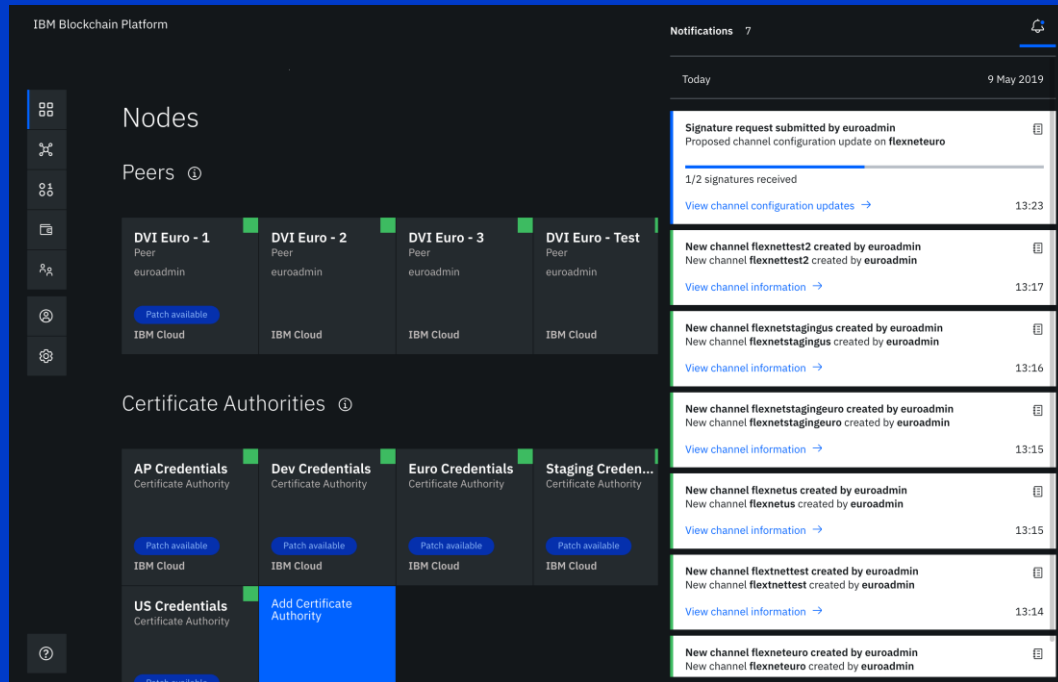 IBM Blockchain Platform
Nodes
Peers
DVI Euro - 1
Peer
euroadmin
Patch available
IBM Cloud
DVI Euro - 2
Peer
euroadmin
IBM Cloud
DVI Euro - 3
Peer
euroadmin
IBM Cloud
DVI Euro - Test
Peer
euroadmin
IBM Cloud
Certificate Authorities
AP Credentials
Certificate Authority
Patch available
IBM Cloud
Dev Credentials
Certificate Authority
Patch available
IBM Cloud
Euro Credentials
Certificate Authority
Patch available
IBM Cloud
Staging Creden...
Certificate Authority
Patch available
IBM Cloud
US Credentials
Certificate Authority
Patch available
Add Certificate
Authority
Notifications 7
Today 9 May 2019
Signature request submitted by euroadmin
Proposed channel configuration update on flexneteuro
1/2 signatures received
View channel configuration updates → 13:23
New channel flexnettest2 created by euroadmin
New channel flexnettest2 created by euroadmin
View channel information → 13:17
New channel flexnetstagingus created by euroadmin
New channel flexnetstagingus created by euroadmin
View channel information → 13:16
New channel flexnetstagingeuro created by euroadmin
New channel flexnetstagingeuro created by euroadmin
View channel information → 13:15
New channel flexnetus created by euroadmin
New channel flexnetus created by euroadmin
View channel information → 13:15
New channel flextnettest created by euroadmin
New channel flextnettest created by euroadmin
View channel information → 13:14
New channel flexneteuro created by euroadmin
New channel flexneteuro created by euroadmin